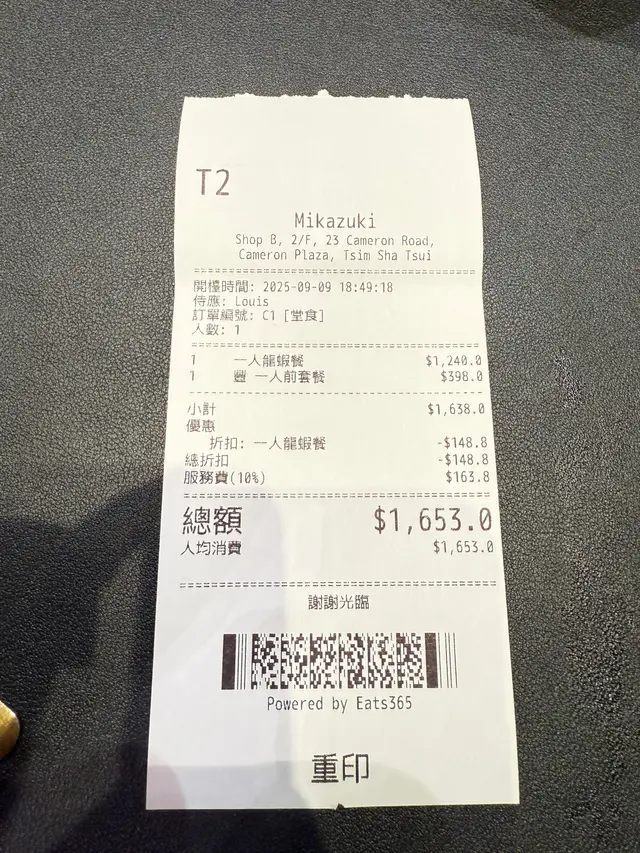 T2
Mikazuki
Shop B, 2/F, 23 Cameron Road,
Cameron Plaza, Tsim Sha Tsui
開檯時間: 2025-09-09 18:49:18
侍應: Louis
訂單編號: C1 [堂食]
人數: 1
1 一人龍蝦餐 $1,240.0
1 豐 一人前套餐 $398.0
小計 $1,638.0
優惠
折扣: 一人龍蝦餐 -$148.8
總折扣 -$148.8
服務費(10%) $163.8
總額 $1,653.0
人均消費 $1,653.0
謝謝光臨
Powered by Eats365
重印